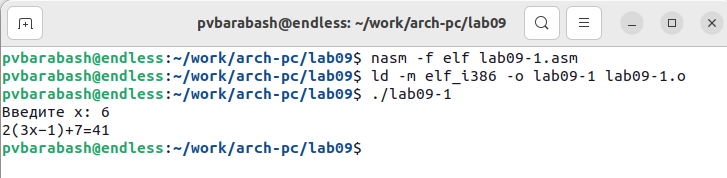 pvbarabash@endless: ~/work/arch-pc/lab09
pvbarabash@endless:~/work/arch-pc/lab09$ nasm -f elf lab09-1.asm
pvbarabash@endless:~/work/arch-pc/lab09$ ld -m elf_i386 -o lab09-1 lab09-1.o
pvbarabash@endless:~/work/arch-pc/lab09$ ./lab09-1
Введите x: 6
2(3x-1)+7=41
pvbarabash@endless:~/work/arch-pc/lab09$